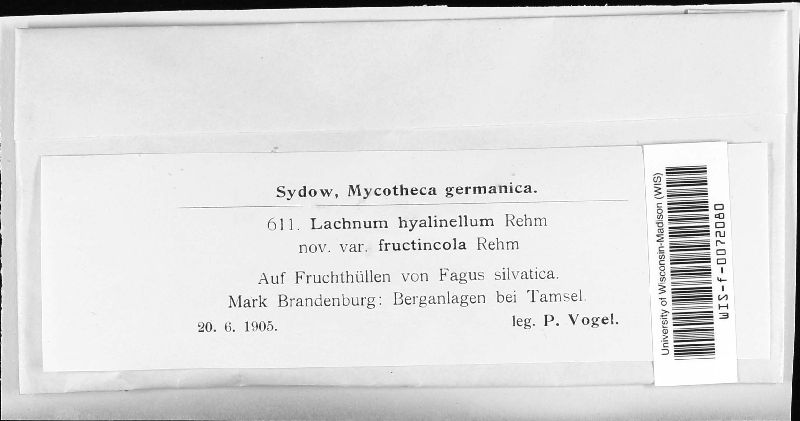 Sydow, Mycotheca germanica.
611. Lachnum hyalinellum Rehm
nov. var. fructincola Rehm
Auf Fruchthüllen von Fagus silvatica.
Mark Brandenburg: Berganlagen bei Tamsel.
20. 6. 1905. leg. P. Vogel.
University of Wisconsin-Madison (WIS)
WIS-f-0072080